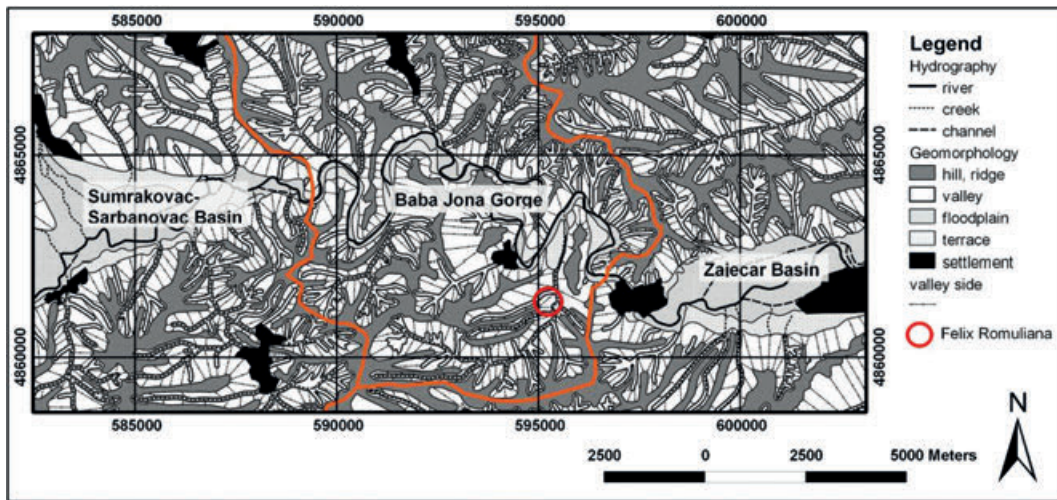 585000 590000 595000 600000
4865000
4860000
Sumrakovac-
Sarbanovac Basin
Baba Jona Gorge
Zajecar Basin
4865000
4860000
585000 590000 595000 600000
Legend
Hydrography
river
creek
channel
Geomorphology
hill, ridge
valley
floodplain
terrace
settlement
valley side
Felix Romuliana
N
2500 0 2500 5000 Meters